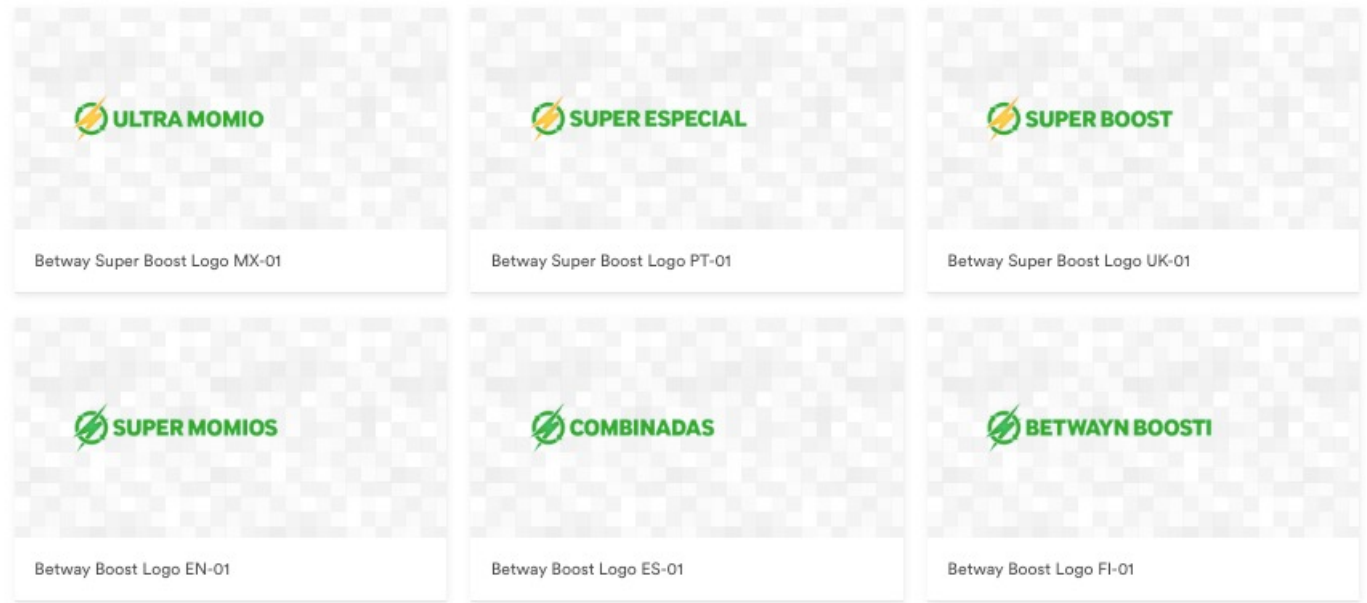 ULTRA MOMIO
SUPER ESPECIAL
SUPER BOOST
Betway Super Boost Logo MX-01
Betway Super Boost Logo PT-01
Betway Super Boost Logo UK-01
SUPER MOMIOS
COMBINADAS
BETWAYN BOOSTI
Betway Boost Logo EN-01
Betway Boost Logo ES-01
Betway Boost Logo FI-01